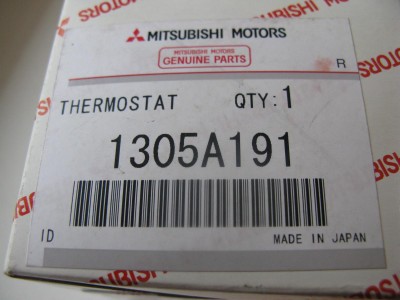 MITSUBISHI MOTORS
MITSUBISHI MOTORS
GENUINE PARTS
R
THERMOSTAT QTY:1
1305A191
ID
MADE IN JAPAN